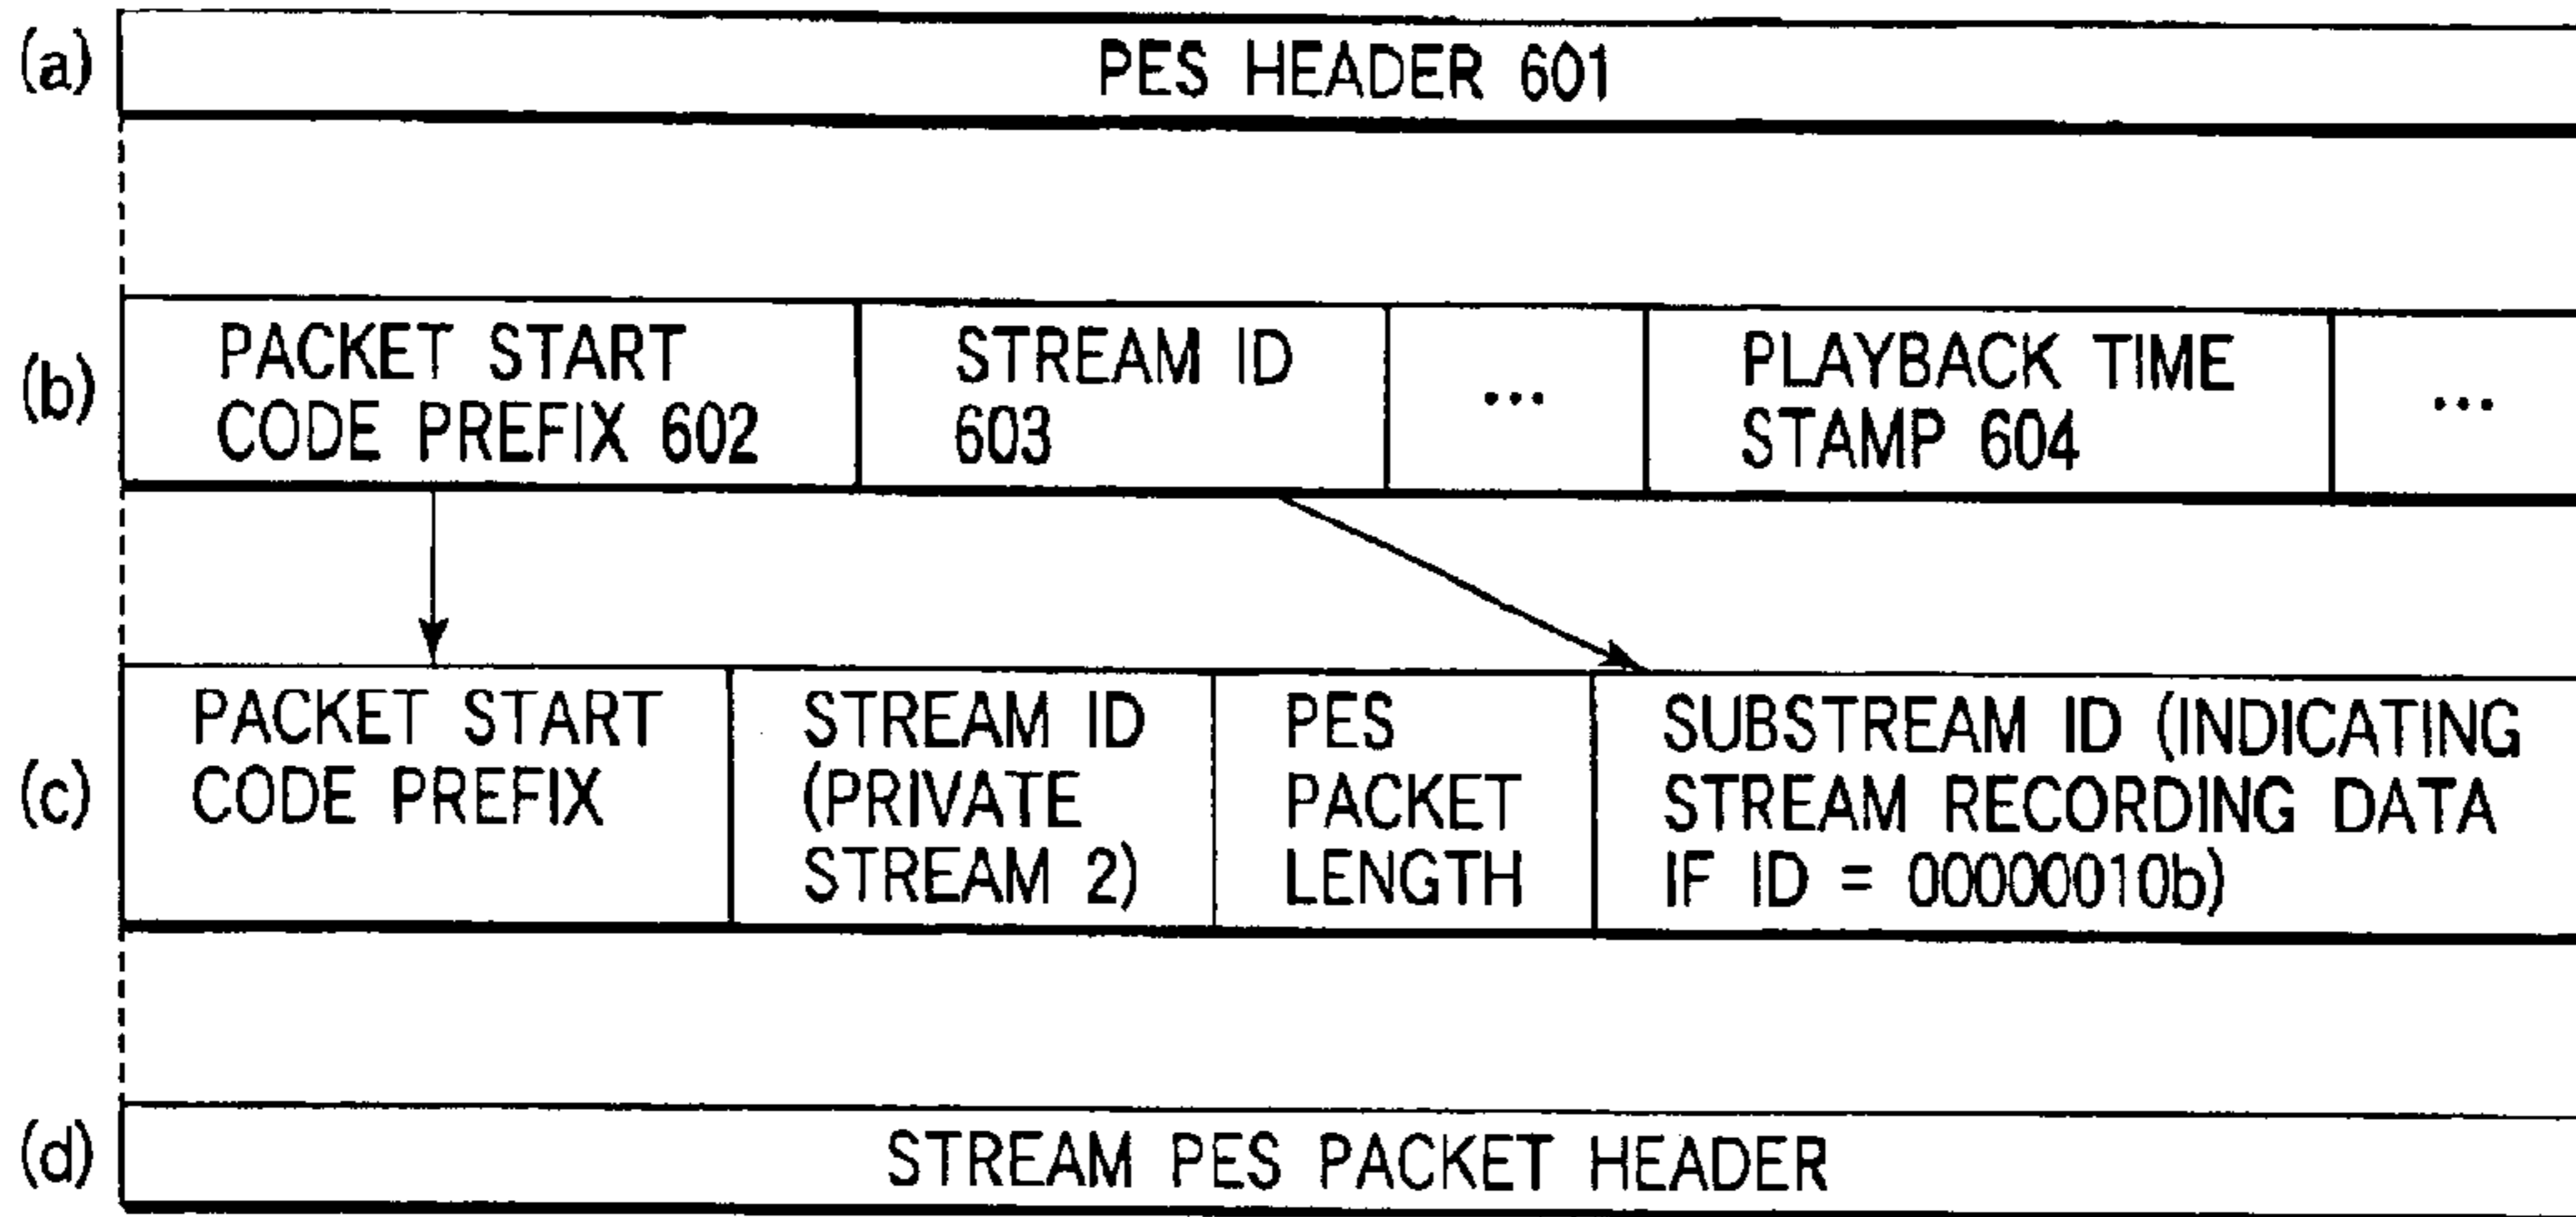 (a)
PES HEADER 601
(b)
PACKET START
CODE PREFIX 602
STREAM ID
603
...
PLAYBACK TIME
STAMP 604
...
(c)
PACKET START
CODE PREFIX
STREAM ID
(PRIVATE
STREAM 2)
PES
PACKET
LENGTH
SUBSTREAM ID (INDICATING
STREAM RECORDING DATA
IF ID = 00000010b)
(d)
STREAM PES PACKET HEADER